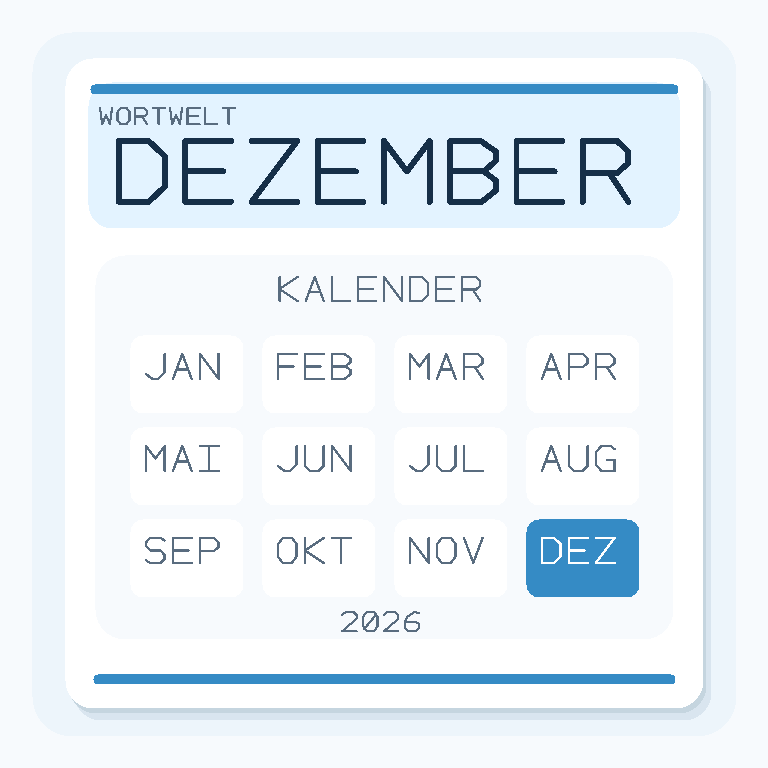 WORTWELT
DEZEMBER
KALENDER
JAN FEB MAR APR
MAI JUN JUL AUG
SEP OKT NOV DEZ
2026